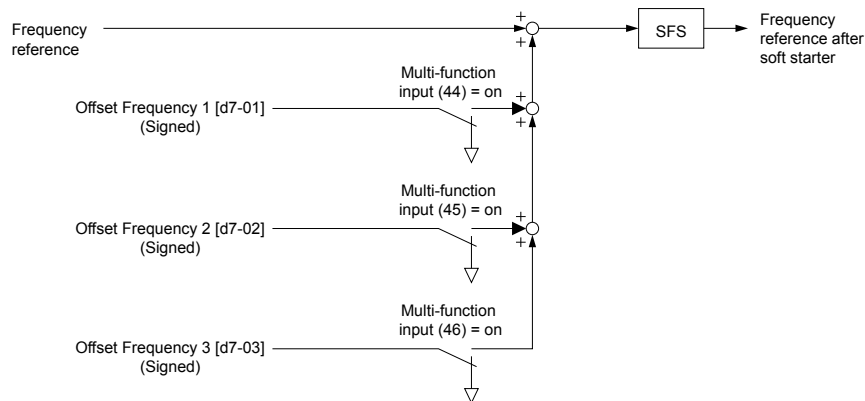 Frequency
reference
+
+
SFS
Frequency
reference after
soft starter
Multi-function
input (44) = on
Offset Frequency 1 [d7-01]
(Signed)
+
+
Multi-function
input (45) = on
Offset Frequency 2 [d7-02]
(Signed)
+
+
Multi-function
input (46) = on
Offset Frequency 3 [d7-03]
(Signed)